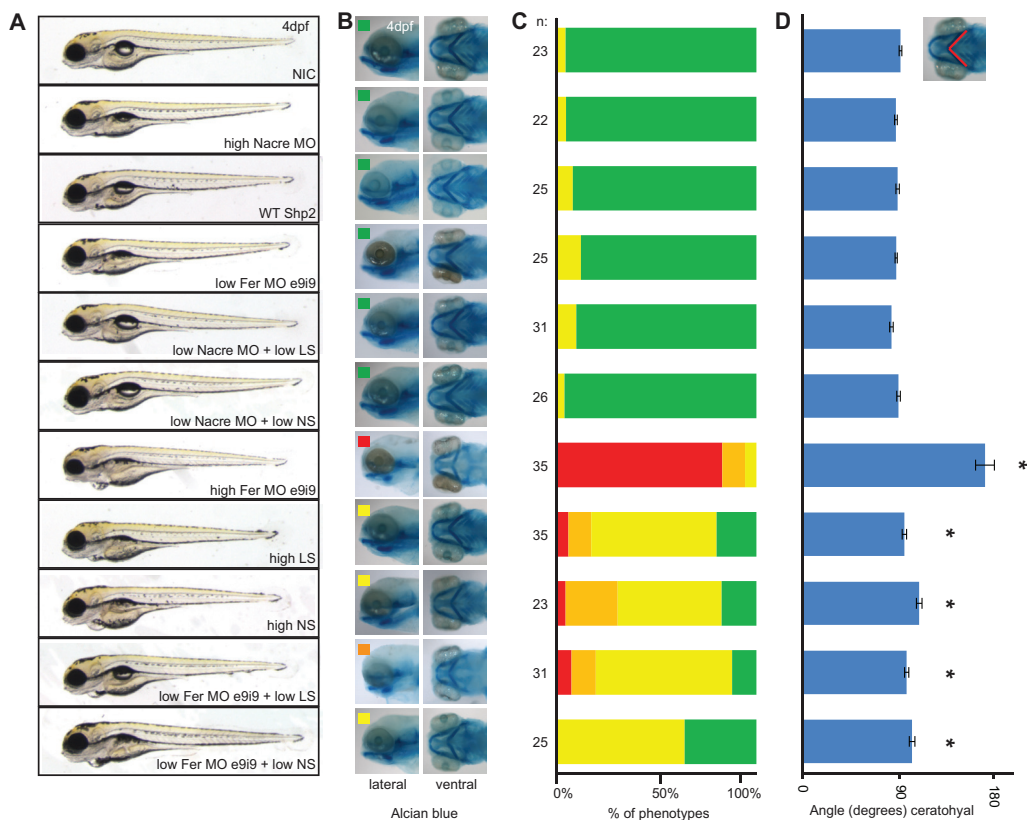 A
B
C
D
4dpf
NIC
high Nacre MO
WT Shp2
low Fer MO e9i9
low Nacre MO + low LS
low Nacre MO + low NS
high Fer MO e9i9
high LS
high NS
low Fer MO e9i9 + low LS
low Fer MO e9i9 + low NS
4dpf
lateral
ventral
Alcian blue
n:
23
22
25
25
31
26
35
35
23
31
25
0%
50%
100%
% of phenotypes
*
*
*
*
*
0
90
180
Angle (degrees) ceratohyal